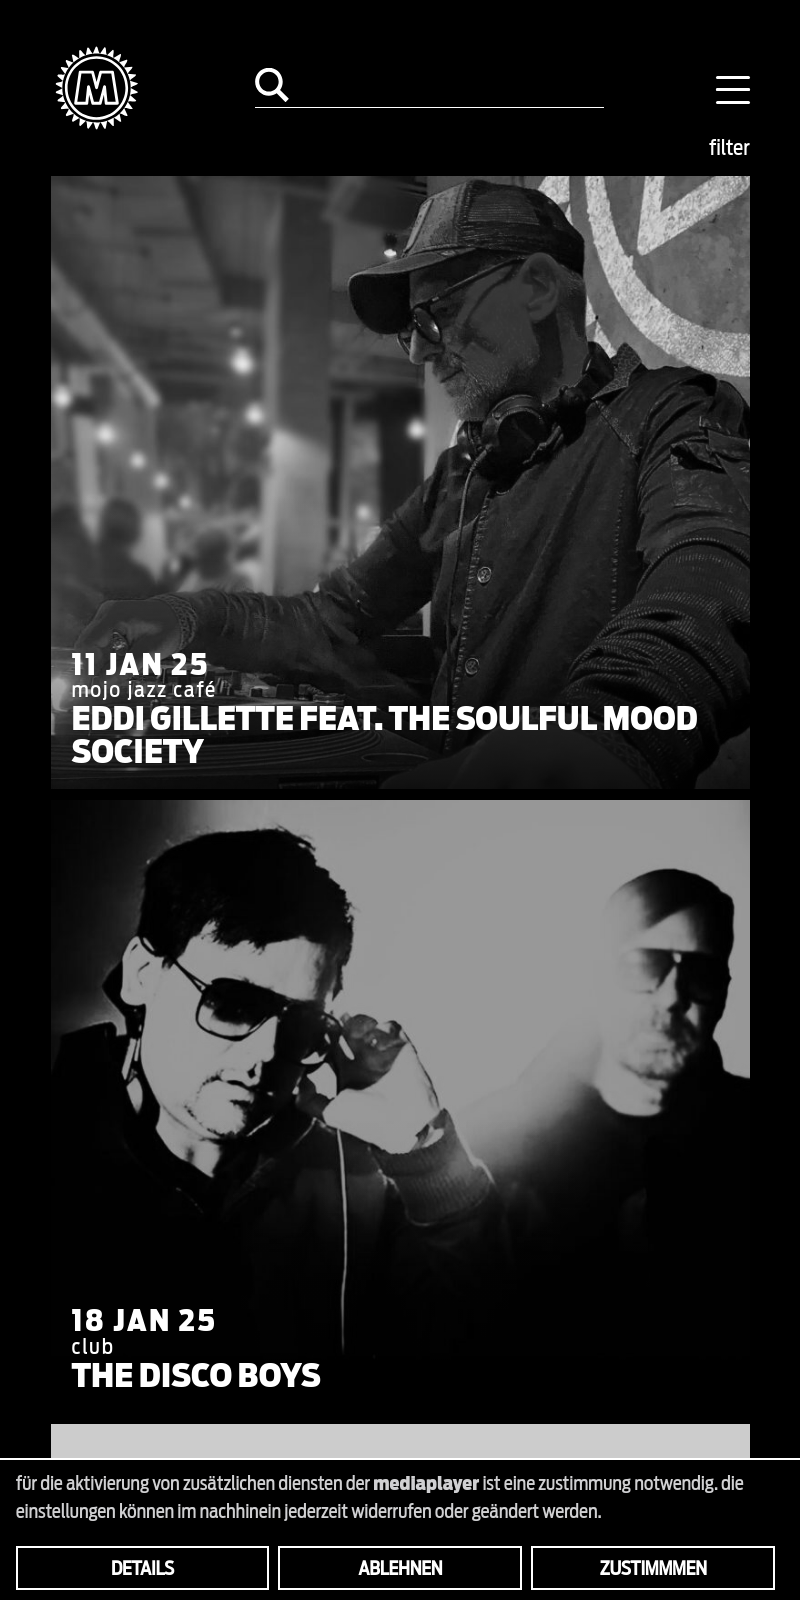 M
filter
11 JAN 25
mojo jazz café
EDDI GILLETTE FEAT. THE SOULFUL MOOD
SOCIETY
18 JAN 25
club
THE DISCO BOYS
für die aktivierung von zusätzlichen diensten der mediaplayer ist eine zustimmung notwendig. die
einstellungen können im nachhinein jederzeit widerrufen oder geändert werden.
DETAILS
ABLEHNEN
ZUSTIMMMEN